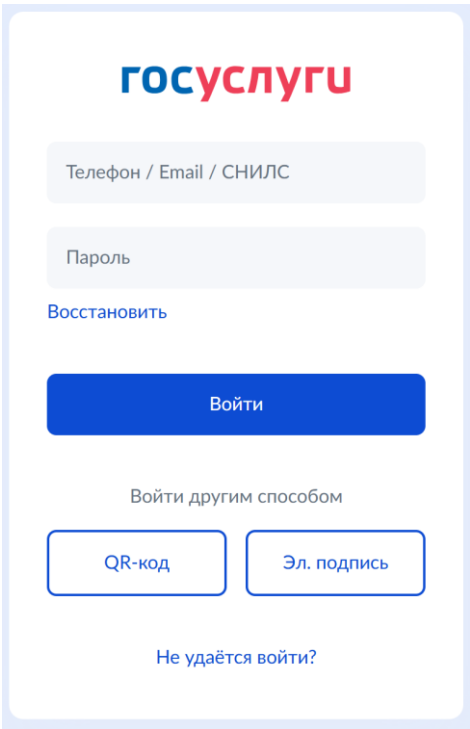 госуслуги
Телефон / Email / СНИЛС
Пароль
Восстановить
Войти
Войти другим способом
QR-код
Эл. подпись
Не удаётся войти?